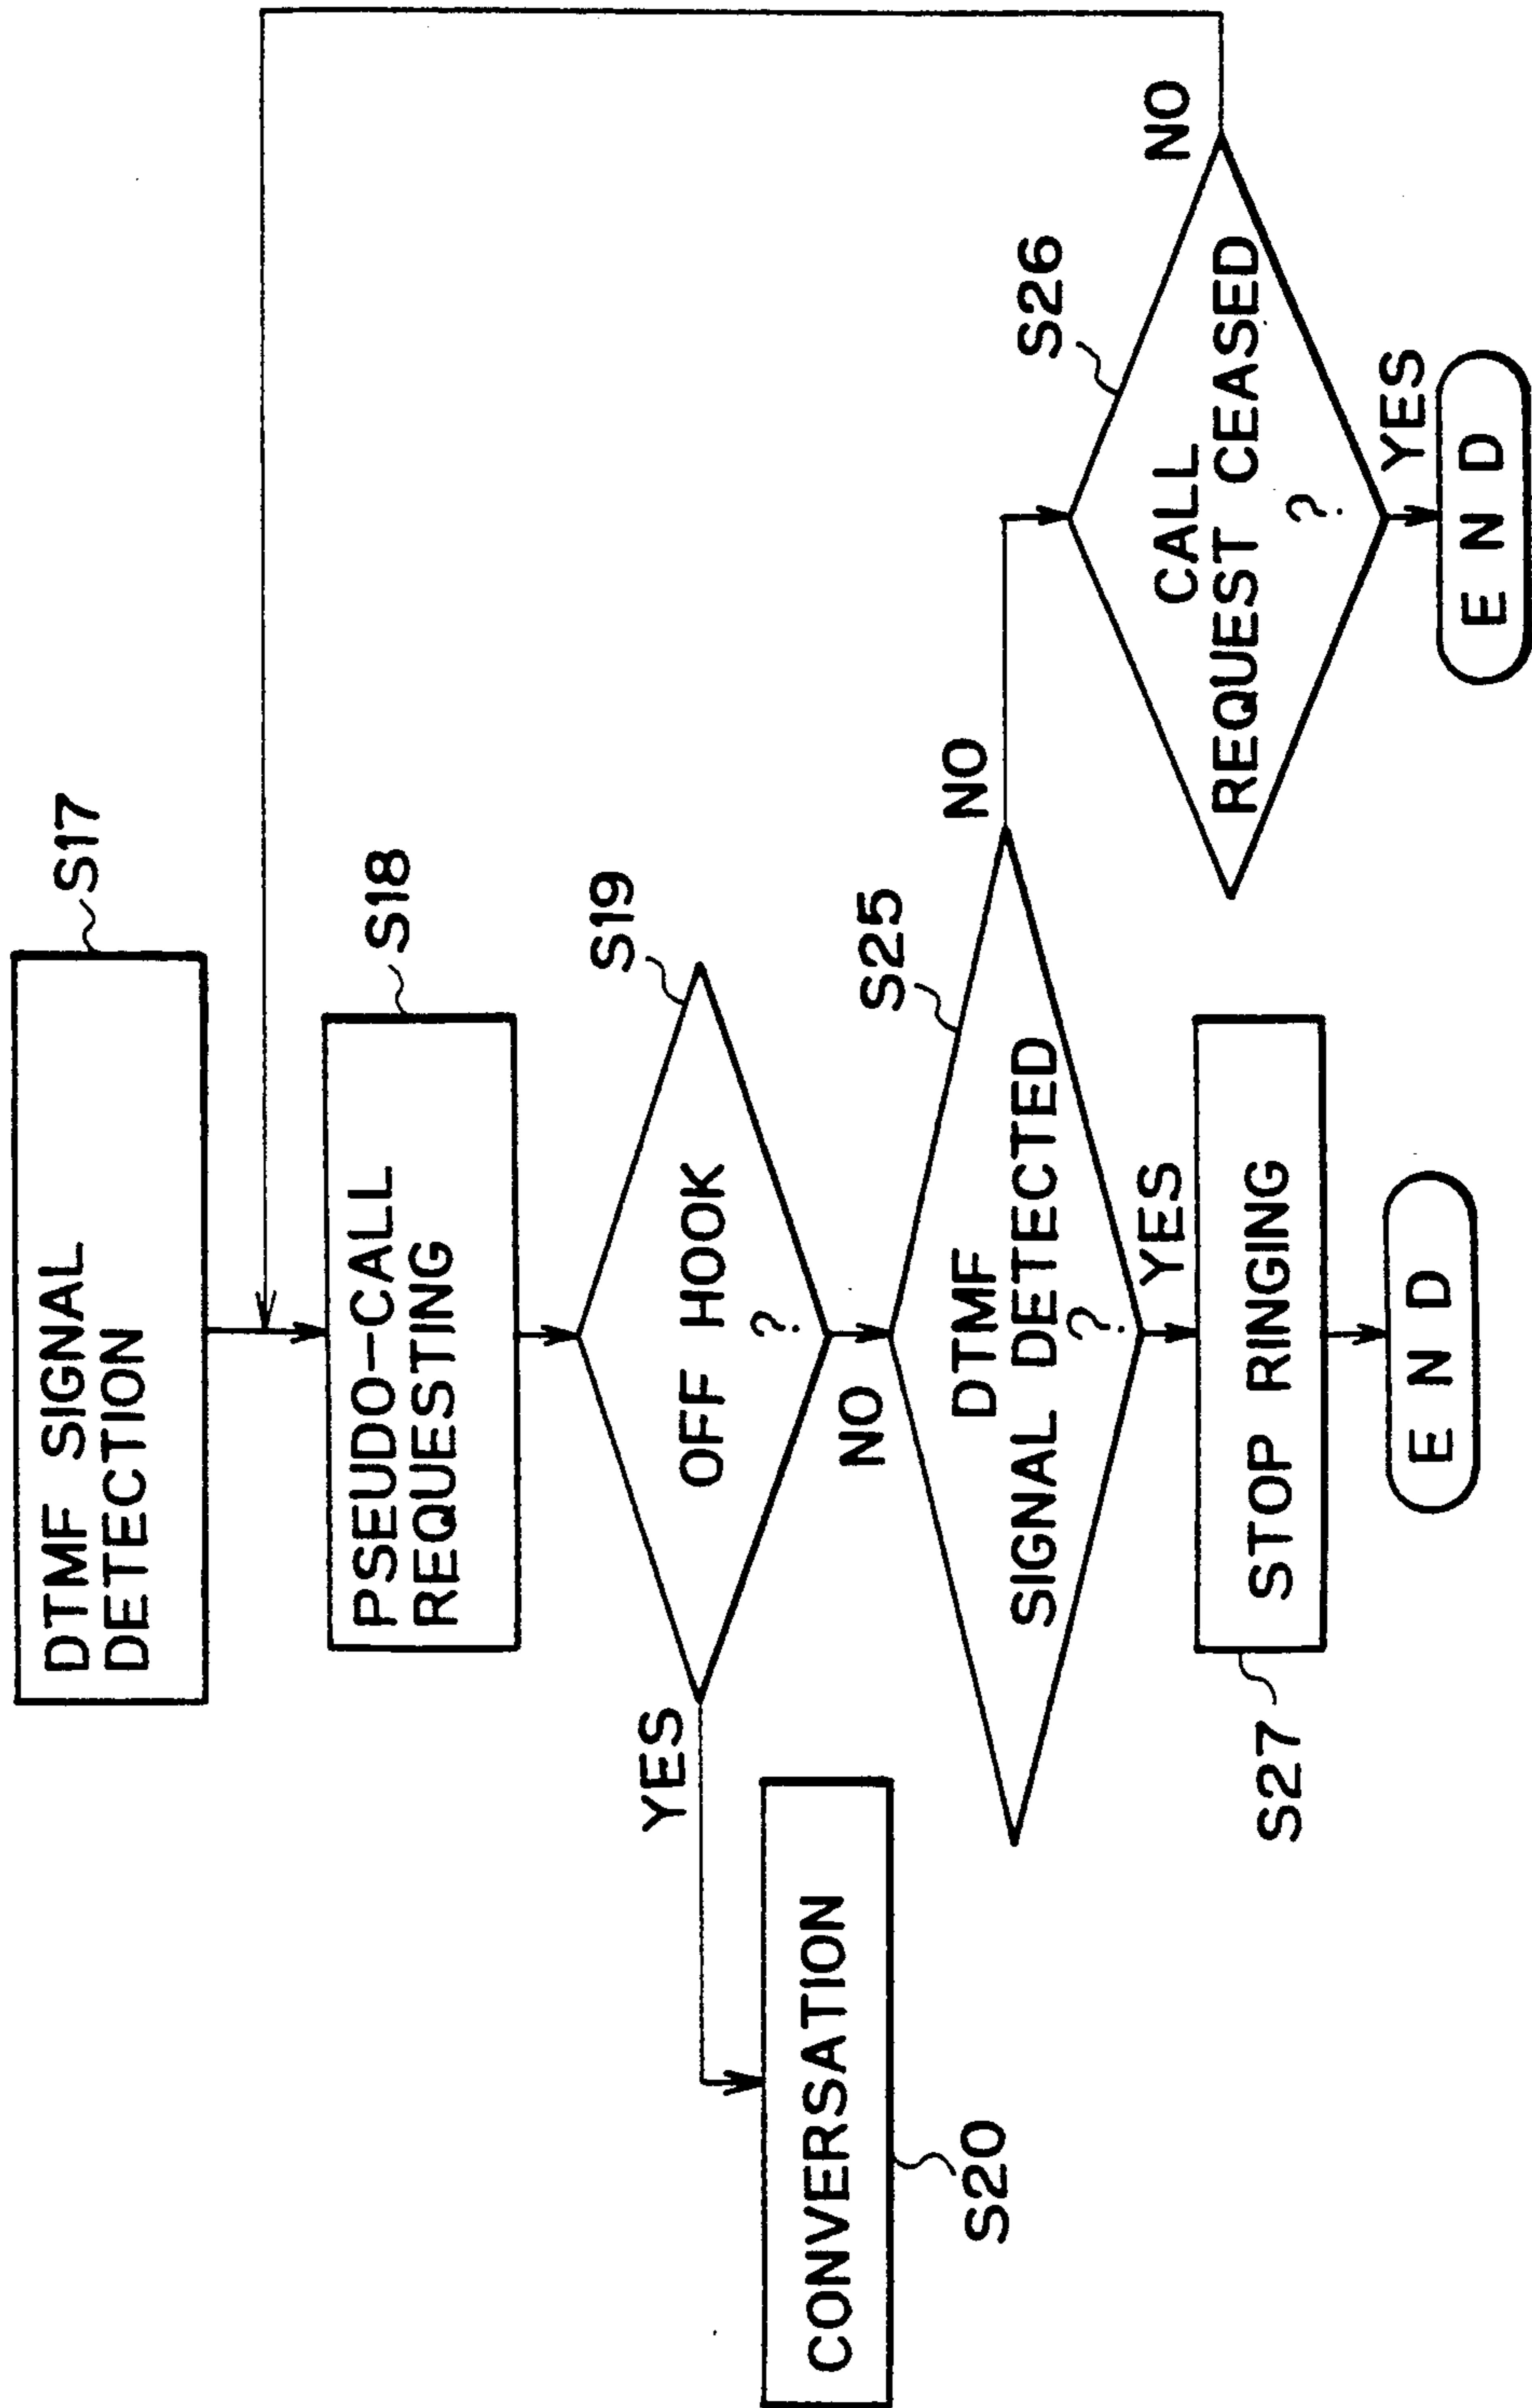 DTMF SIGNAL
DETECTION
S17
PSEUDO-CALL
REQUESTING
S18
OFF HOOK
?
S19
YES
NO
CONVERSATION
S20
DTMF
SIGNAL DETECTED
?
S25
NO
YES
CALL
REQUEST CEASED
?
S26
NO
YES
END
STOP RINGING
S27
END